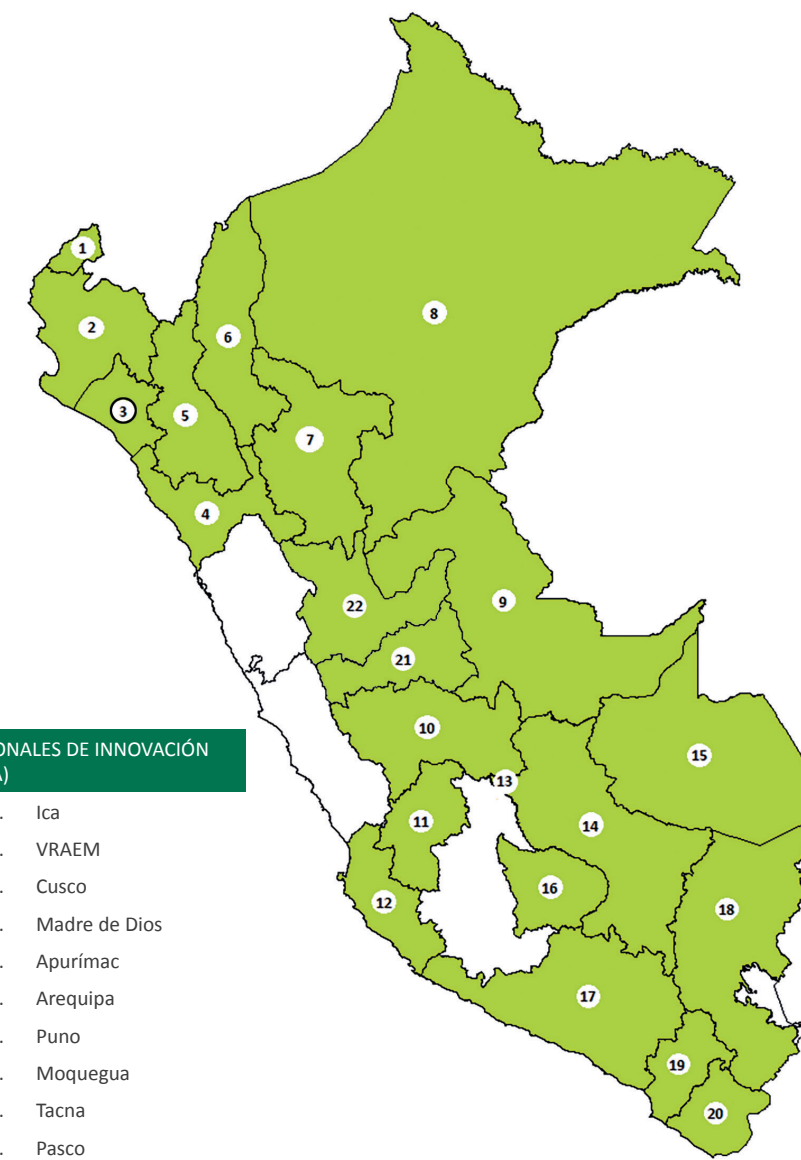 1
2
3
4
5
6
7
8
9
10
11
12
13
14
15
16
17
18
19
20
21
22
ONALES DE INNOVACIÓN
A)
. Ica
. VRAEM
. Cusco
. Madre de Dios
. Apurímac
. Arequipa
. Puno
. Moquegua
. Tacna
. Pasco